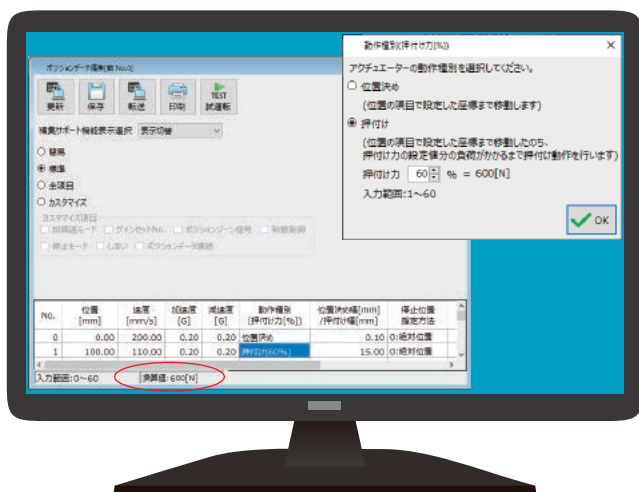 ポジションデータ編集[軸 No.0]
更新 保存 転送 印刷 TEST 試運転
編集サポート機能表示選択 表示切替
簡易
標準
全項目
カスタマイズ
カスタマイズ項目
加減速モード ゲインセットNo. ポジションゾーン信号 制振制御
停止モード しきい ポジションデータ連結
No. 位置 [mm] 速度 [mm/s] 加速度 [G] 減速度 [G] 動作種別 (押付け力[%]) 位置決め幅[mm] /押付け幅[mm] 停止位置 指定方法
0 0.00 200.00 0.20 0.20 位置決め 0.10 0:絶対位置
1 100.00 110.00 0.20 0.20 押付け(60%) 15.00 0:絶対位置
入力範囲:0~60 換算値:600[N]
動作種別(押付け力[%])
アクチュエーターの動作種別を選択してください。
位置決め
(位置の項目で設定した座標まで移動します)
押付け
(位置の項目で設定した座標まで移動したのち、
押付け力の設定値分の負荷がかかるまで押付け動作を行います)
押付け力 60 % = 600[N]
入力範囲:1~60
OK